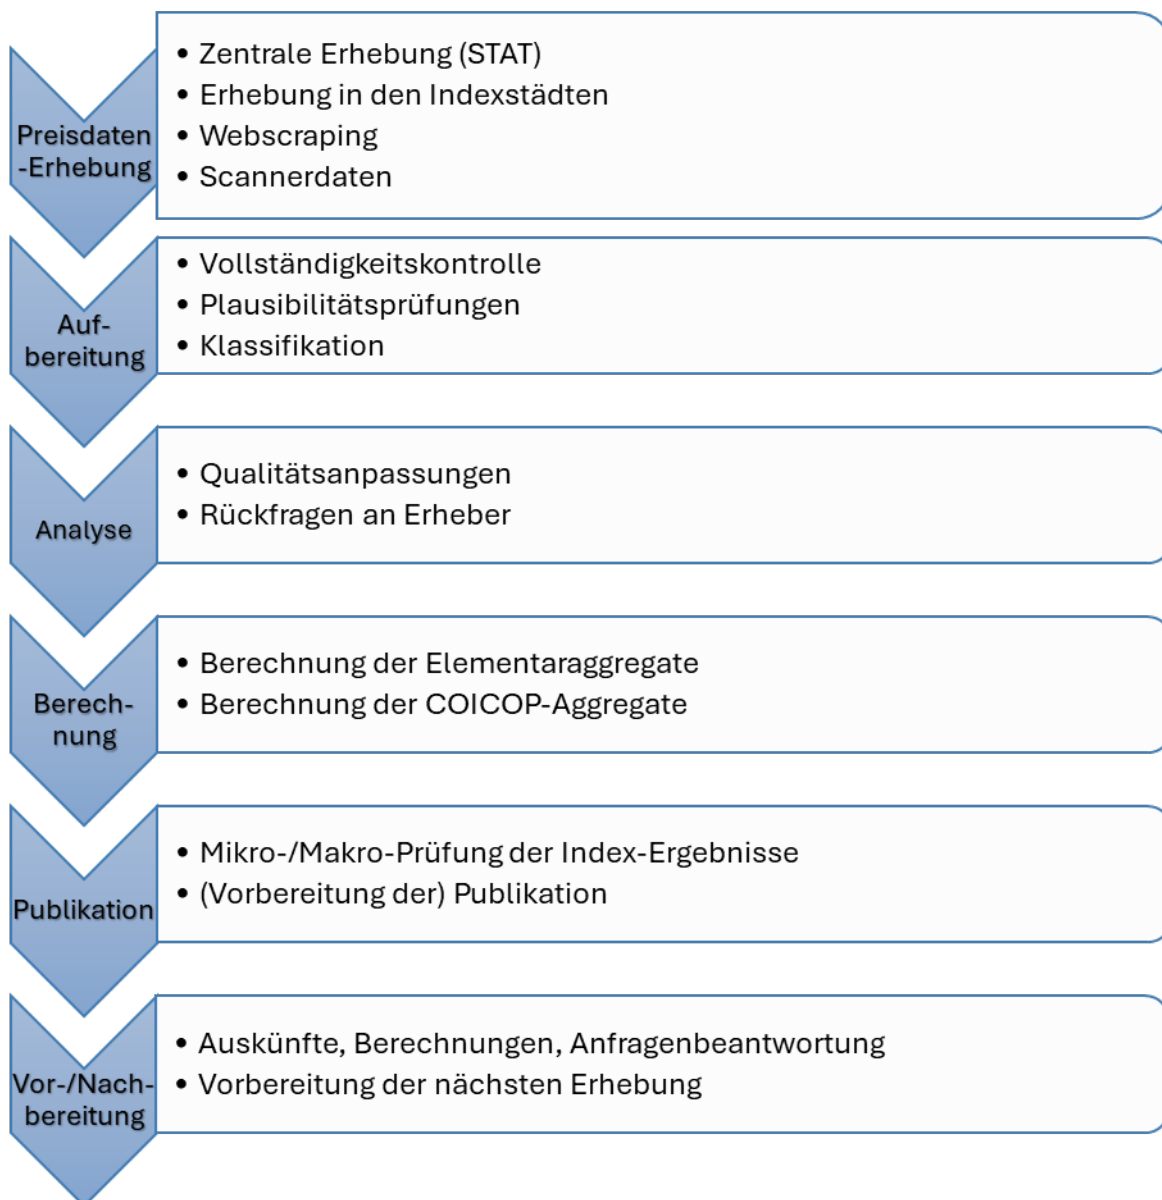 Preisdaten
-Erhebung
• Zentrale Erhebung (STAT)
• Erhebung in den Indexstädten
• Webscraping
• Scannerdaten
Auf-
bereitung
• Vollständigkeitskontrolle
• Plausibilitätsprüfungen
• Klassifikation
Analyse
• Qualitätsanpassungen
• Rückfragen an Erheber
Berech-
nung
• Berechnung der Elementaraggregate
• Berechnung der COICOP-Aggregate
Publikation
• Mikro-/Makro-Prüfung der Index-Ergebnisse
• (Vorbereitung der) Publikation
Vor-/Nach-
bereitung
• Auskünfte, Berechnungen, Anfragenbeantwortung
• Vorbereitung der nächsten Erhebung